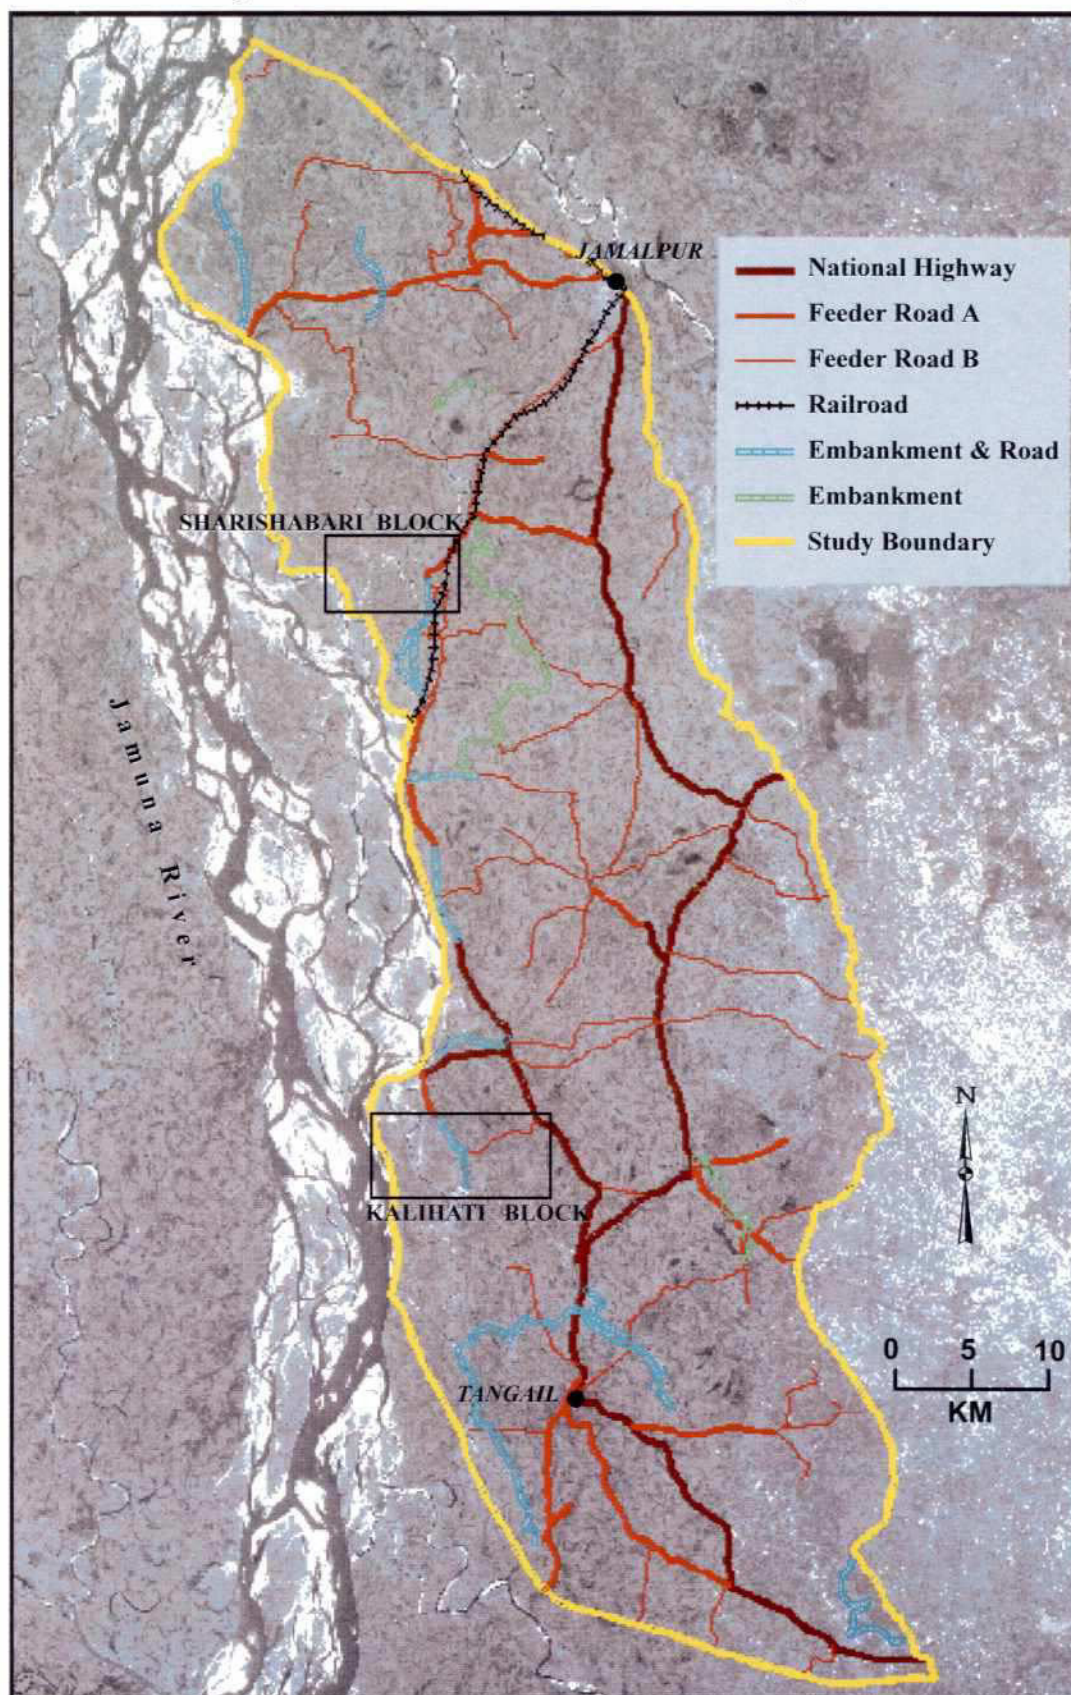 JAMALPUR
National Highway
Feeder Road A
Feeder Road B
Railroad
Embankment & Road
Embankment
Study Boundary
SHARISHABARI BLOCK
Jamuna River
N
KALIHATI BLOCK
0 5 10
KM
TANGAIL